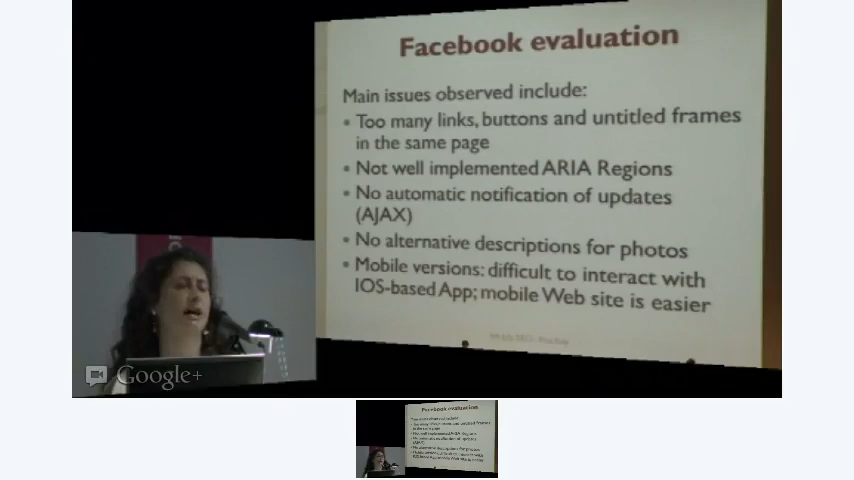 Facebook evaluation
Main issues observed include:
• Too many links, buttons and untitled frames
in the same page
• Not well implemented ARIA Regions
• No automatic notification of updates
(AJAX)
• No alternative descriptions for photos
• Mobile versions: difficult to interact with
IOS-based App; mobile Web site is easier
Google+
Facebook evaluation